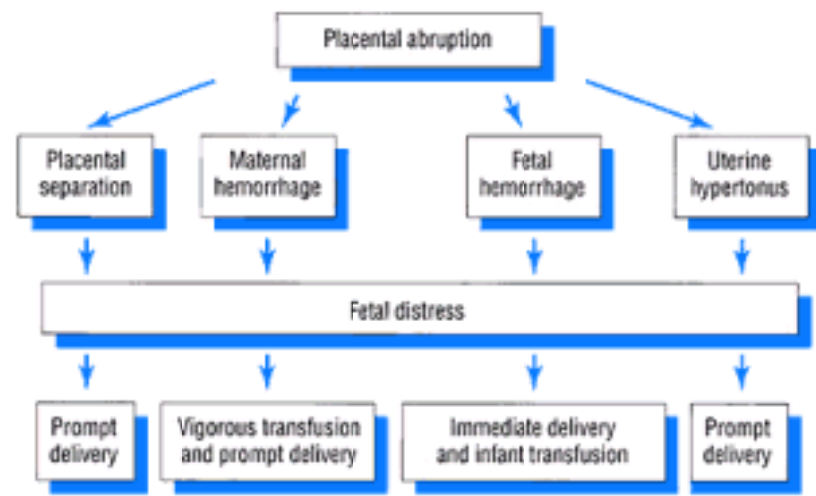 Placental abruption
Placental
separation
Maternal
hemorrhage
Fetal
hemorrhage
Uterine
hypertonus
Fetal distress
Prompt
delivery
Vigorous transfusion
and prompt delivery
Immediate delivery
and infant transfusion
Prompt
delivery